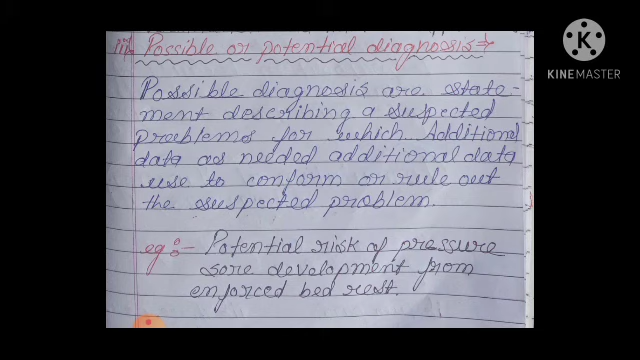 iii Possible or potential diagnosis →
Possible diagnosis are state-
ment describing a suspected
problems for which Additional
data as needed additional data
use to conform or rule out
the suspected problem.
eg :- Potential risk of pressure
sore development from
enforced bed rest.
KINEMASTER